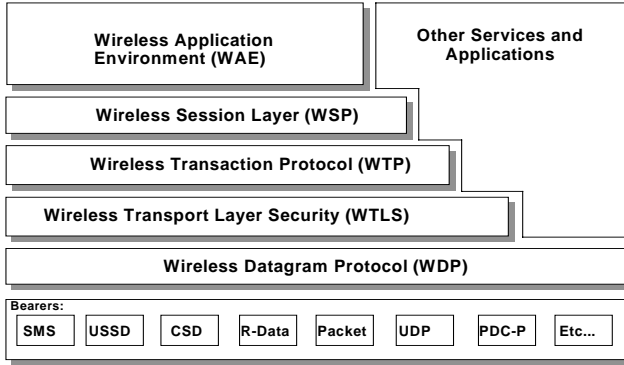 Wireless Application
Environment (WAE)
Other Services and
Applications
Wireless Session Layer (WSP)
Wireless Transaction Protocol (WTP)
Wireless Transport Layer Security (WTLS)
Wireless Datagram Protocol (WDP)
Bearers:
SMS
USSD
CSD
R-Data
Packet
UDP
PDC-P
Etc...